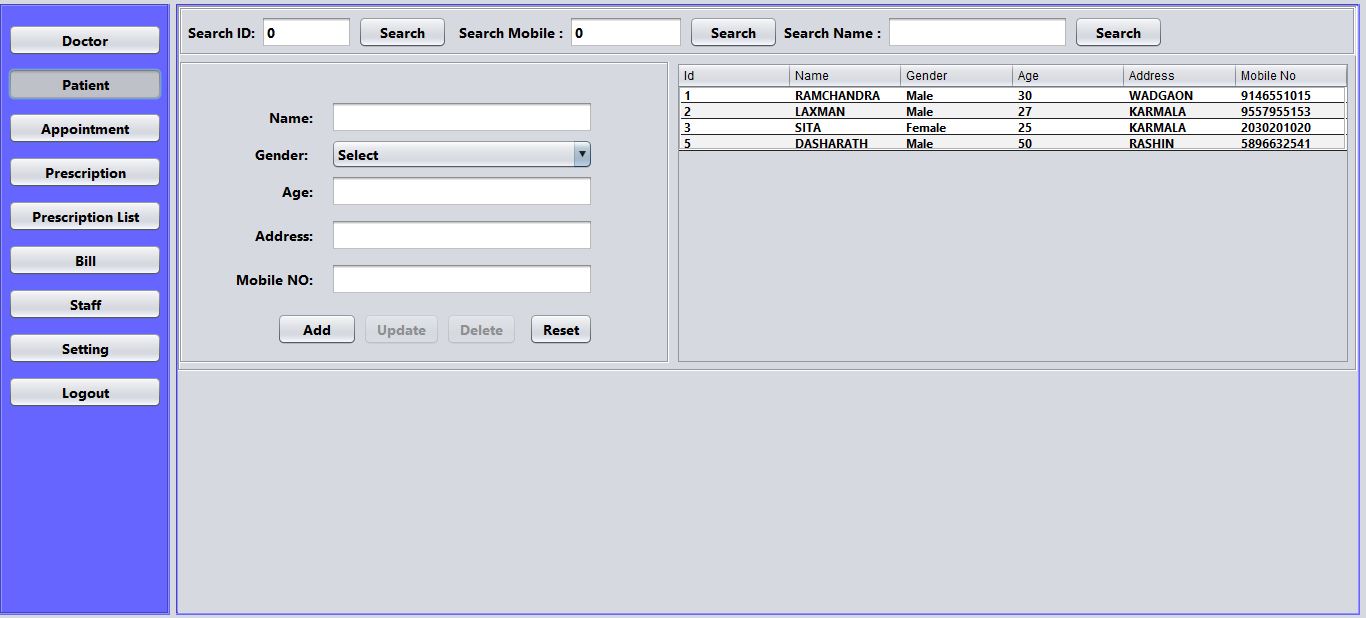 Doctor
Patient
Appointment
Prescription
Prescription List
Bill
Staff
Setting
Logout
Search ID: 0 Search Search Mobile : 0 Search Search Name : Search
Name:
Gender: Select
Age:
Address:
Mobile NO:
Add Update Delete Reset
Id Name Gender Age Address Mobile No
1 RAMCHANDRA Male 30 WADGAON 9146551015
2 LAXMAN Male 27 KARMALA 9557955153
3 SITA Female 25 KARMALA 2030201020
5 DASHARATH Male 50 RASHIN 5896632541